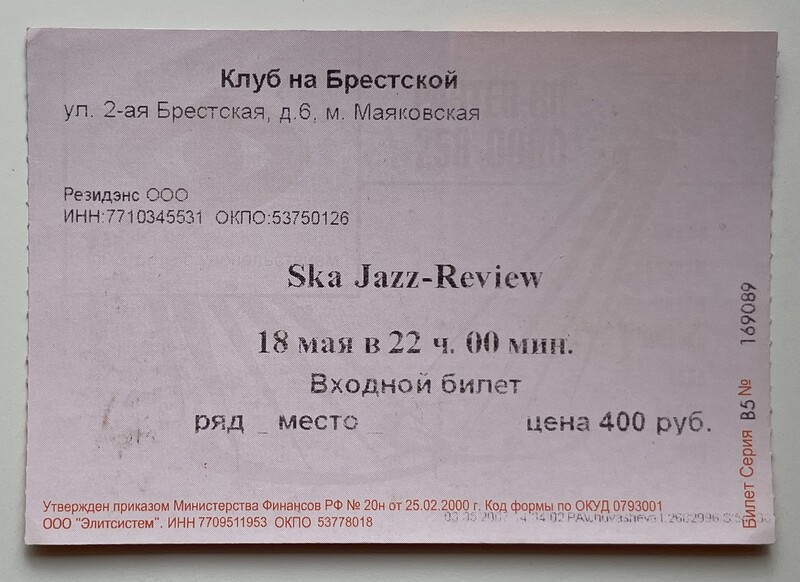 Клуб на Брестской
ул. 2-ая Брестская, д.6, м. Маяковская
Резидэнс ООО
ИНН:7710345531 ОКПО:53750126
Ska Jazz-Review
18 мая в 22 ч. 00 мин.
Входной билет
ряд _ место _ цена 400 руб.
Утвержден приказом Министерства Финансов РФ № 20н от 25.02.2000 г. Код формы по ОКУД 0793001
ООО "Элитсистем". ИНН 7709511953 ОКПО 53778018
Билет Серия В5 № 169089